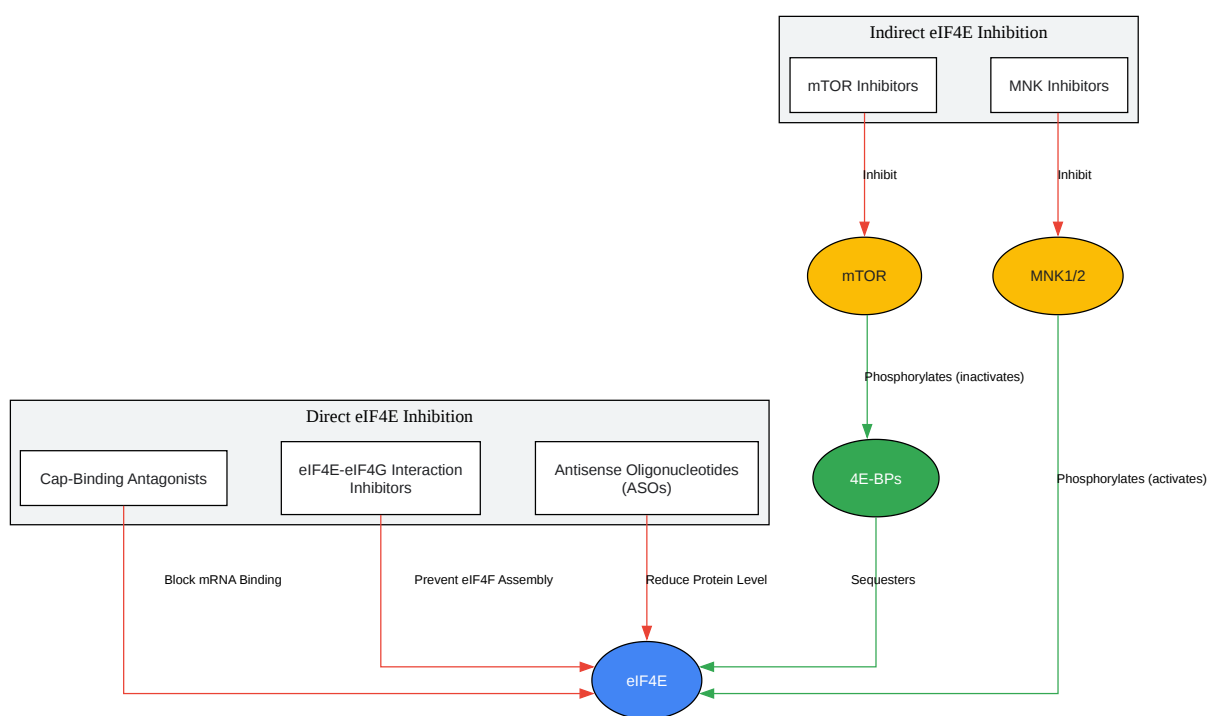 Indirect eIF4E Inhibition
mTOR Inhibitors
MNK Inhibitors
Inhibit
Inhibit
mTOR
MNK1/2
Phosphorylates (inactivates)
Direct eIF4E Inhibition
Cap-Binding Antagonists
eIF4E-eIF4G Interaction
Inhibitors
Antisense Oligonucleotides
(ASOs)
4E-BPs
Phosphorylates (activates)
Block mRNA Binding
Prevent eIF4F Assembly
Reduce Protein Level
Sequesters
eIF4E